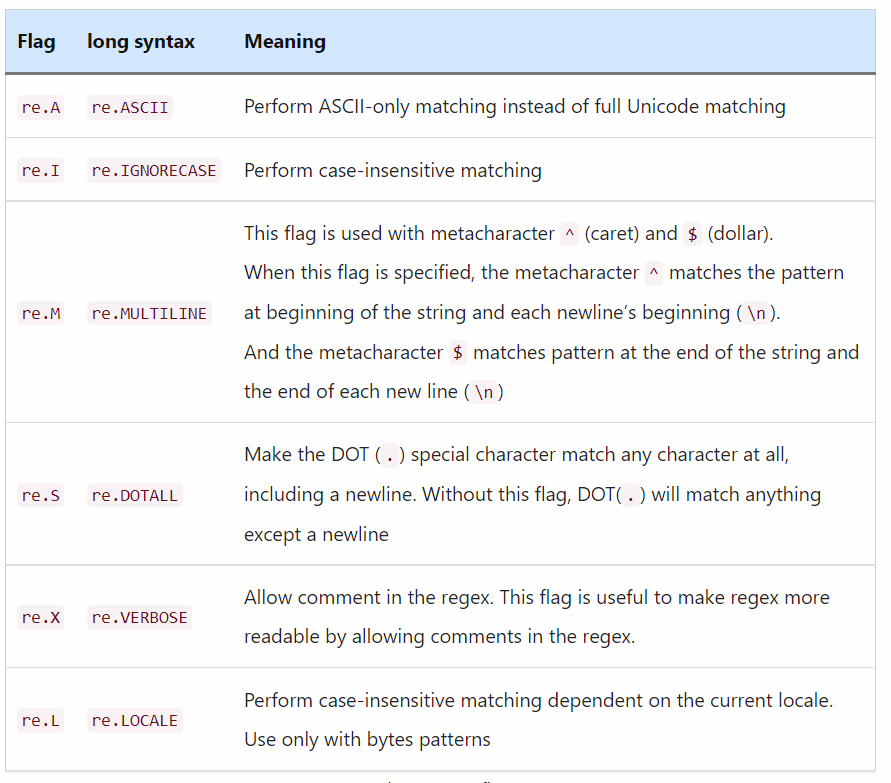 Flag long syntax Meaning
re.A re.ASCII Perform ASCII-only matching instead of full Unicode matching
re.I re.IGNORECASE Perform case-insensitive matching
This flag is used with metacharacter ^ (caret) and $ (dollar).
When this flag is specified, the metacharacter ^ matches the pattern
re.M re.MULTILINE at beginning of the string and each newline’s beginning ( \n ).
And the metacharacter $ matches pattern at the end of the string and
the end of each new line ( \n )
Make the DOT ( . ) special character match any character at all,
re.S re.DOTALL including a newline. Without this flag, DOT( . ) will match anything
except a newline
Allow comment in the regex. This flag is useful to make regex more
re.X re.VERBOSE
readable by allowing comments in the regex.
Perform case-insensitive matching dependent on the current locale.
re.L re.LOCALE
Use only with bytes patterns